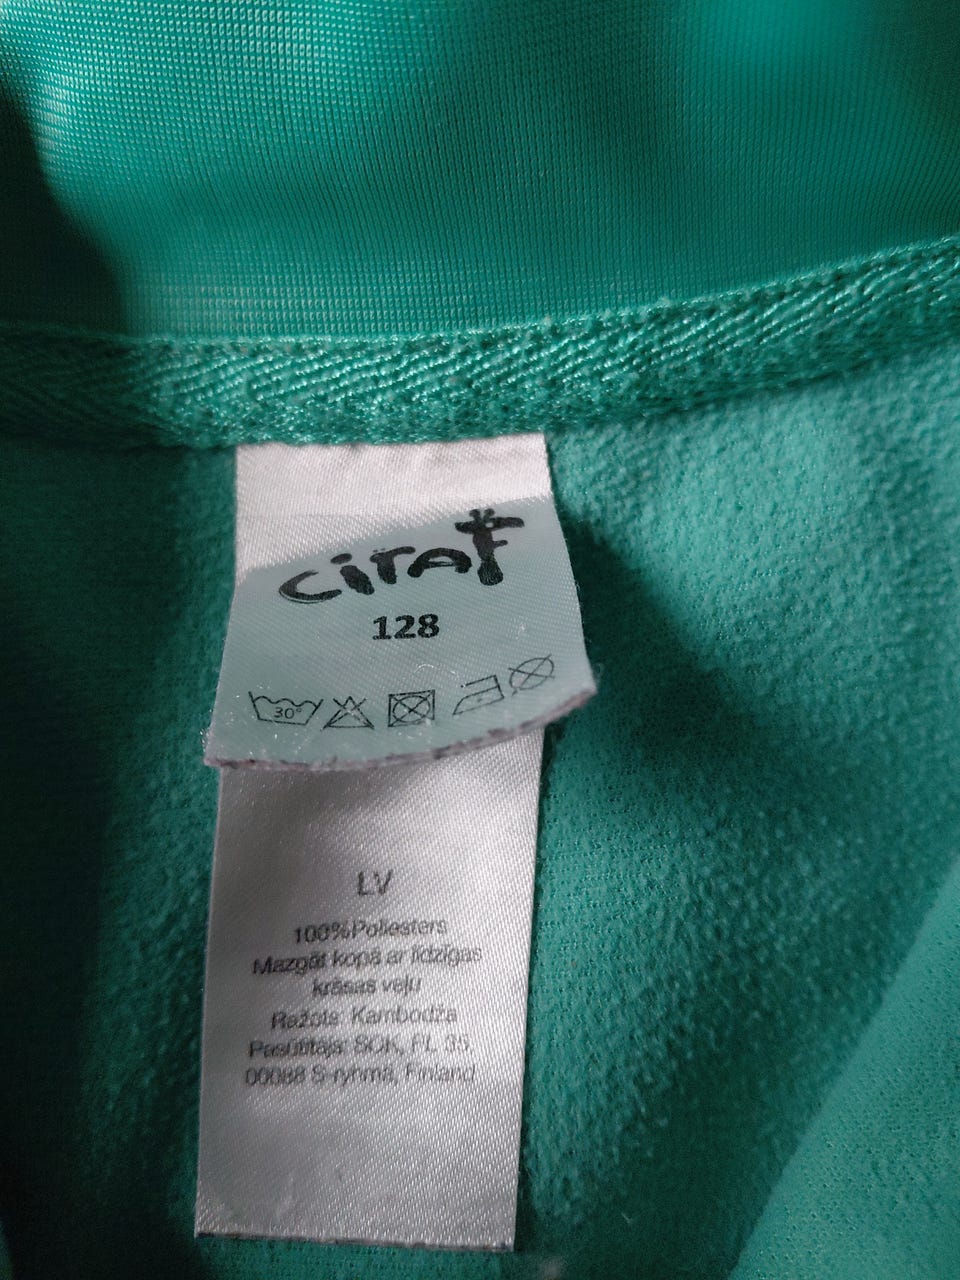 ciraf
128
30°
LV
100%Poliesters
Mazgāt kopā ar līdzīgas
krāsas veļu
Ražots: Kambodža
Pasūtītājs: SOK, PL 35,
00088 S-ryhmä, Finland